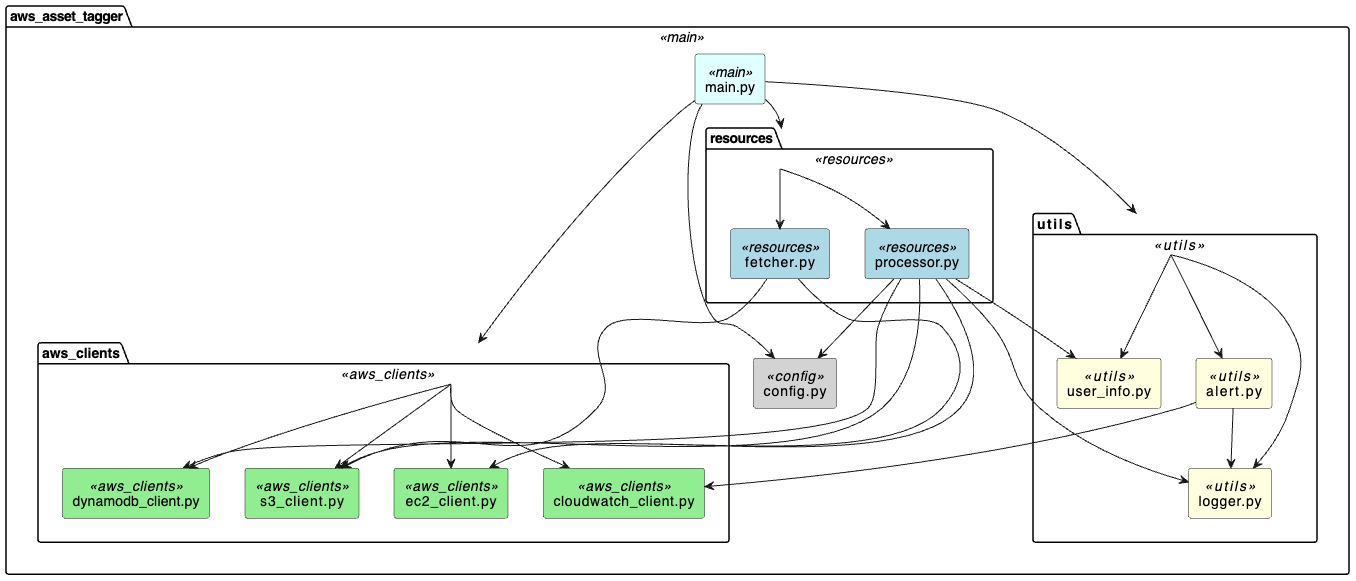 aws_asset_tagger
«main»
«main»
main.py
resources
«resources»
«resources»
fetcher.py
«resources»
processor.py
utils
«utils»
aws_clients
«aws_clients»
«config»
config.py
«utils»
user_info.py
«utils»
alert.py
«aws_clients»
dynamodb_client.py
«aws_clients»
s3_client.py
«aws_clients»
ec2_client.py
«aws_clients»
cloudwatch_client.py
«utils»
logger.py